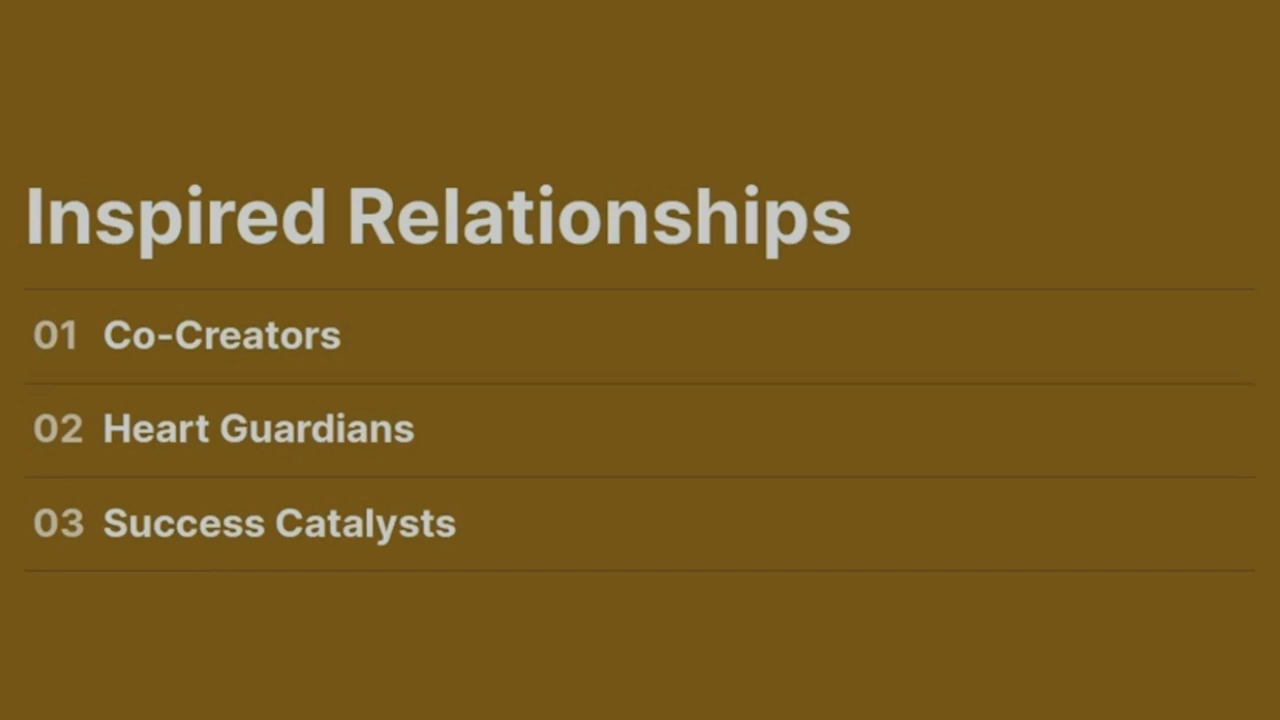 Inspired Relationships
01 Co-Creators
02 Heart Guardians
03 Success Catalysts